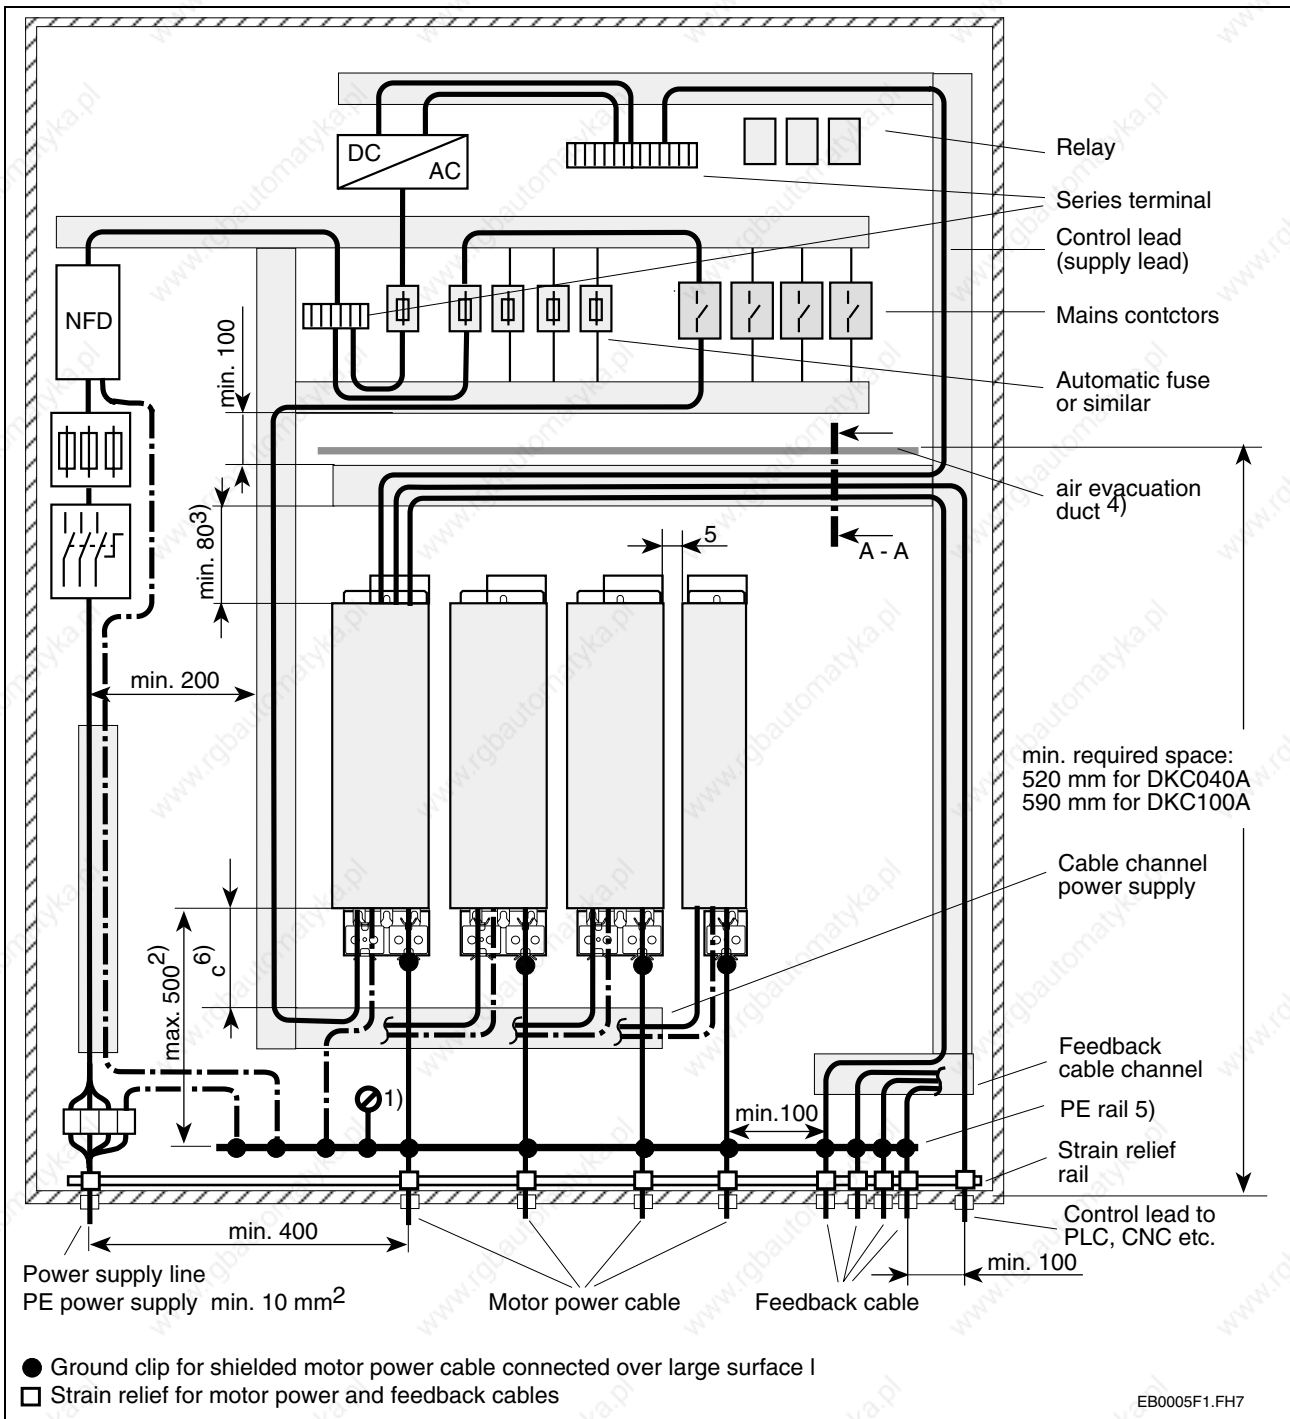 DC
AC
Relay
Series terminal
Control lead
(supply lead)
NFD
Mains contctors
min. 100
Automatic fuse
or similar
air evacuation
duct 4)
min. 80 3)
5
A - A
min. 200
min. required space:
520 mm for DKC040A
590 mm for DKC100A
Cable channel
power supply
max. 500 2)
c 6)
Feedback
cable channel
1)
min.100
PE rail 5)
Strain relief
rail
Control lead to
PLC, CNC etc.
min. 400
min. 100
Power supply line
PE power supply min. 10 mm2
Motor power cable
Feedback cable
Ground clip for shielded motor power cable connected over large surface l
Strain relief for motor power and feedback cables
EB0005F1.FH7
www.rgbautomatyka.pl